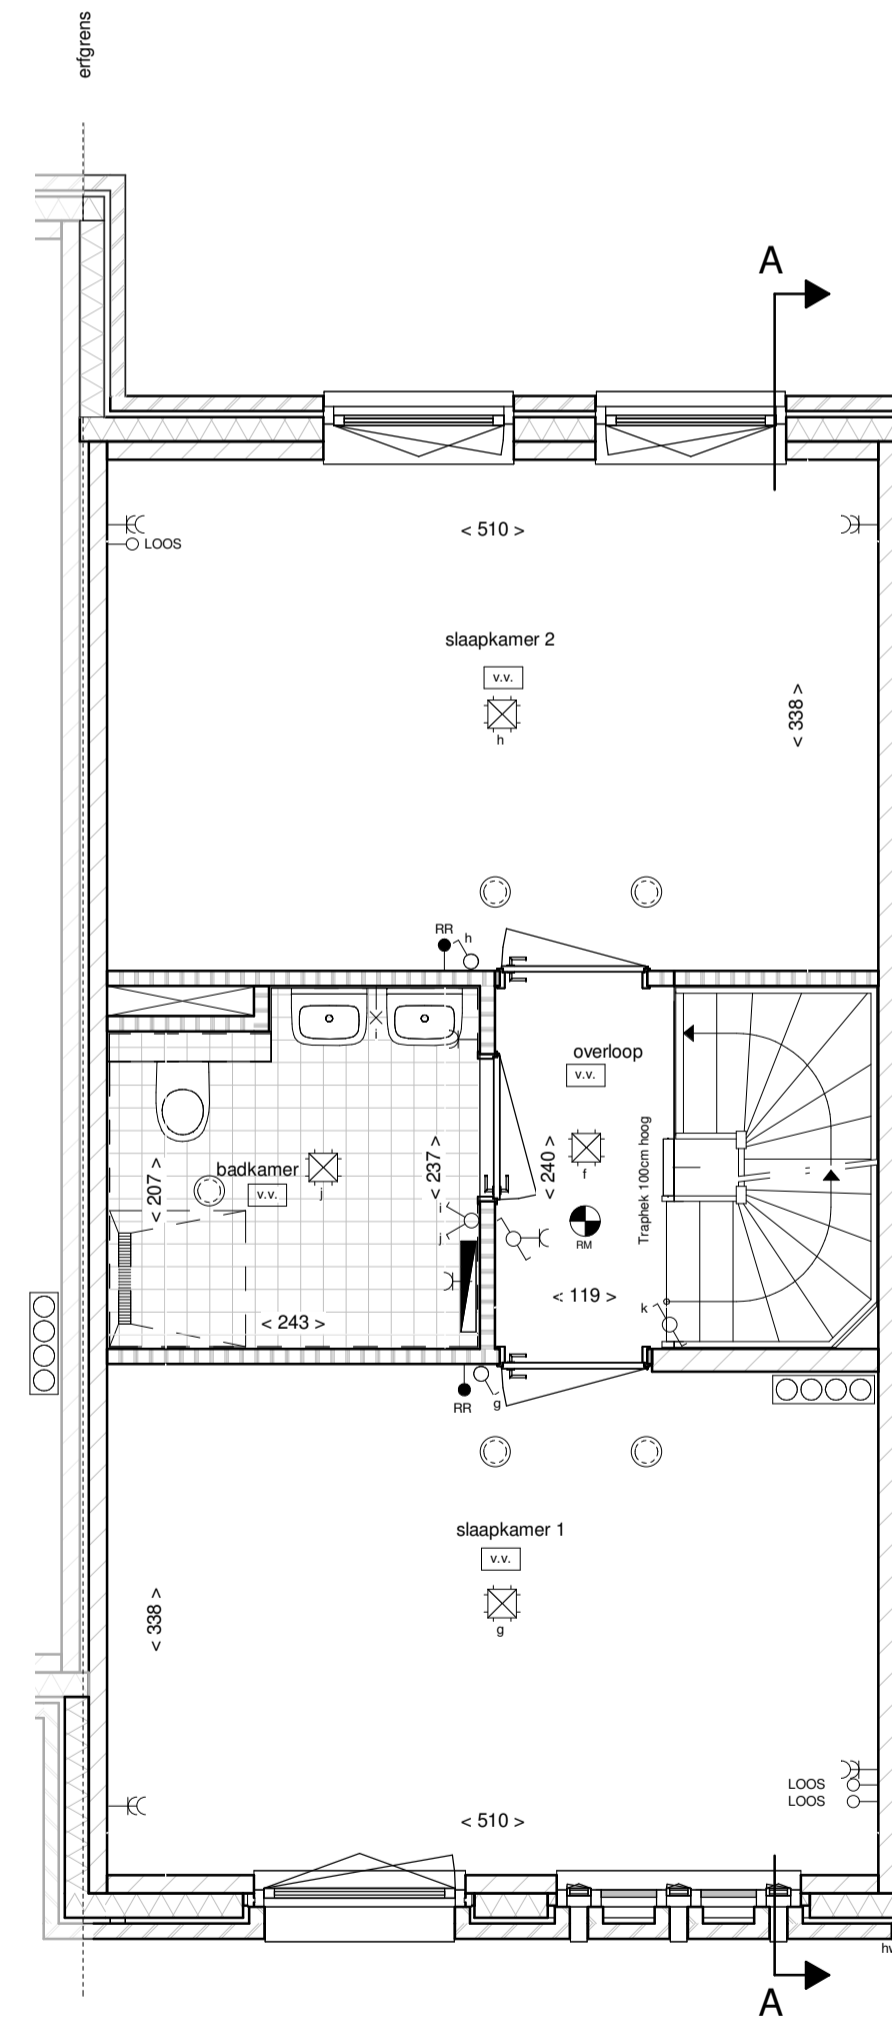 erfgrens
A
< 510 >
LOOS
slaapkamer 2
v.v.
h
< 338 >
RR
h
i
overloop
v.v.
f
Traphek 100cm hoog
< 240 >
< 237 >
badkamer
v.v.
j
< 207 >
i
j
RM
< 119 >
k
< 243 >
g
RR
slaapkamer 1
v.v.
g
< 338 >
LOOS
LOOS
< 510 >
A